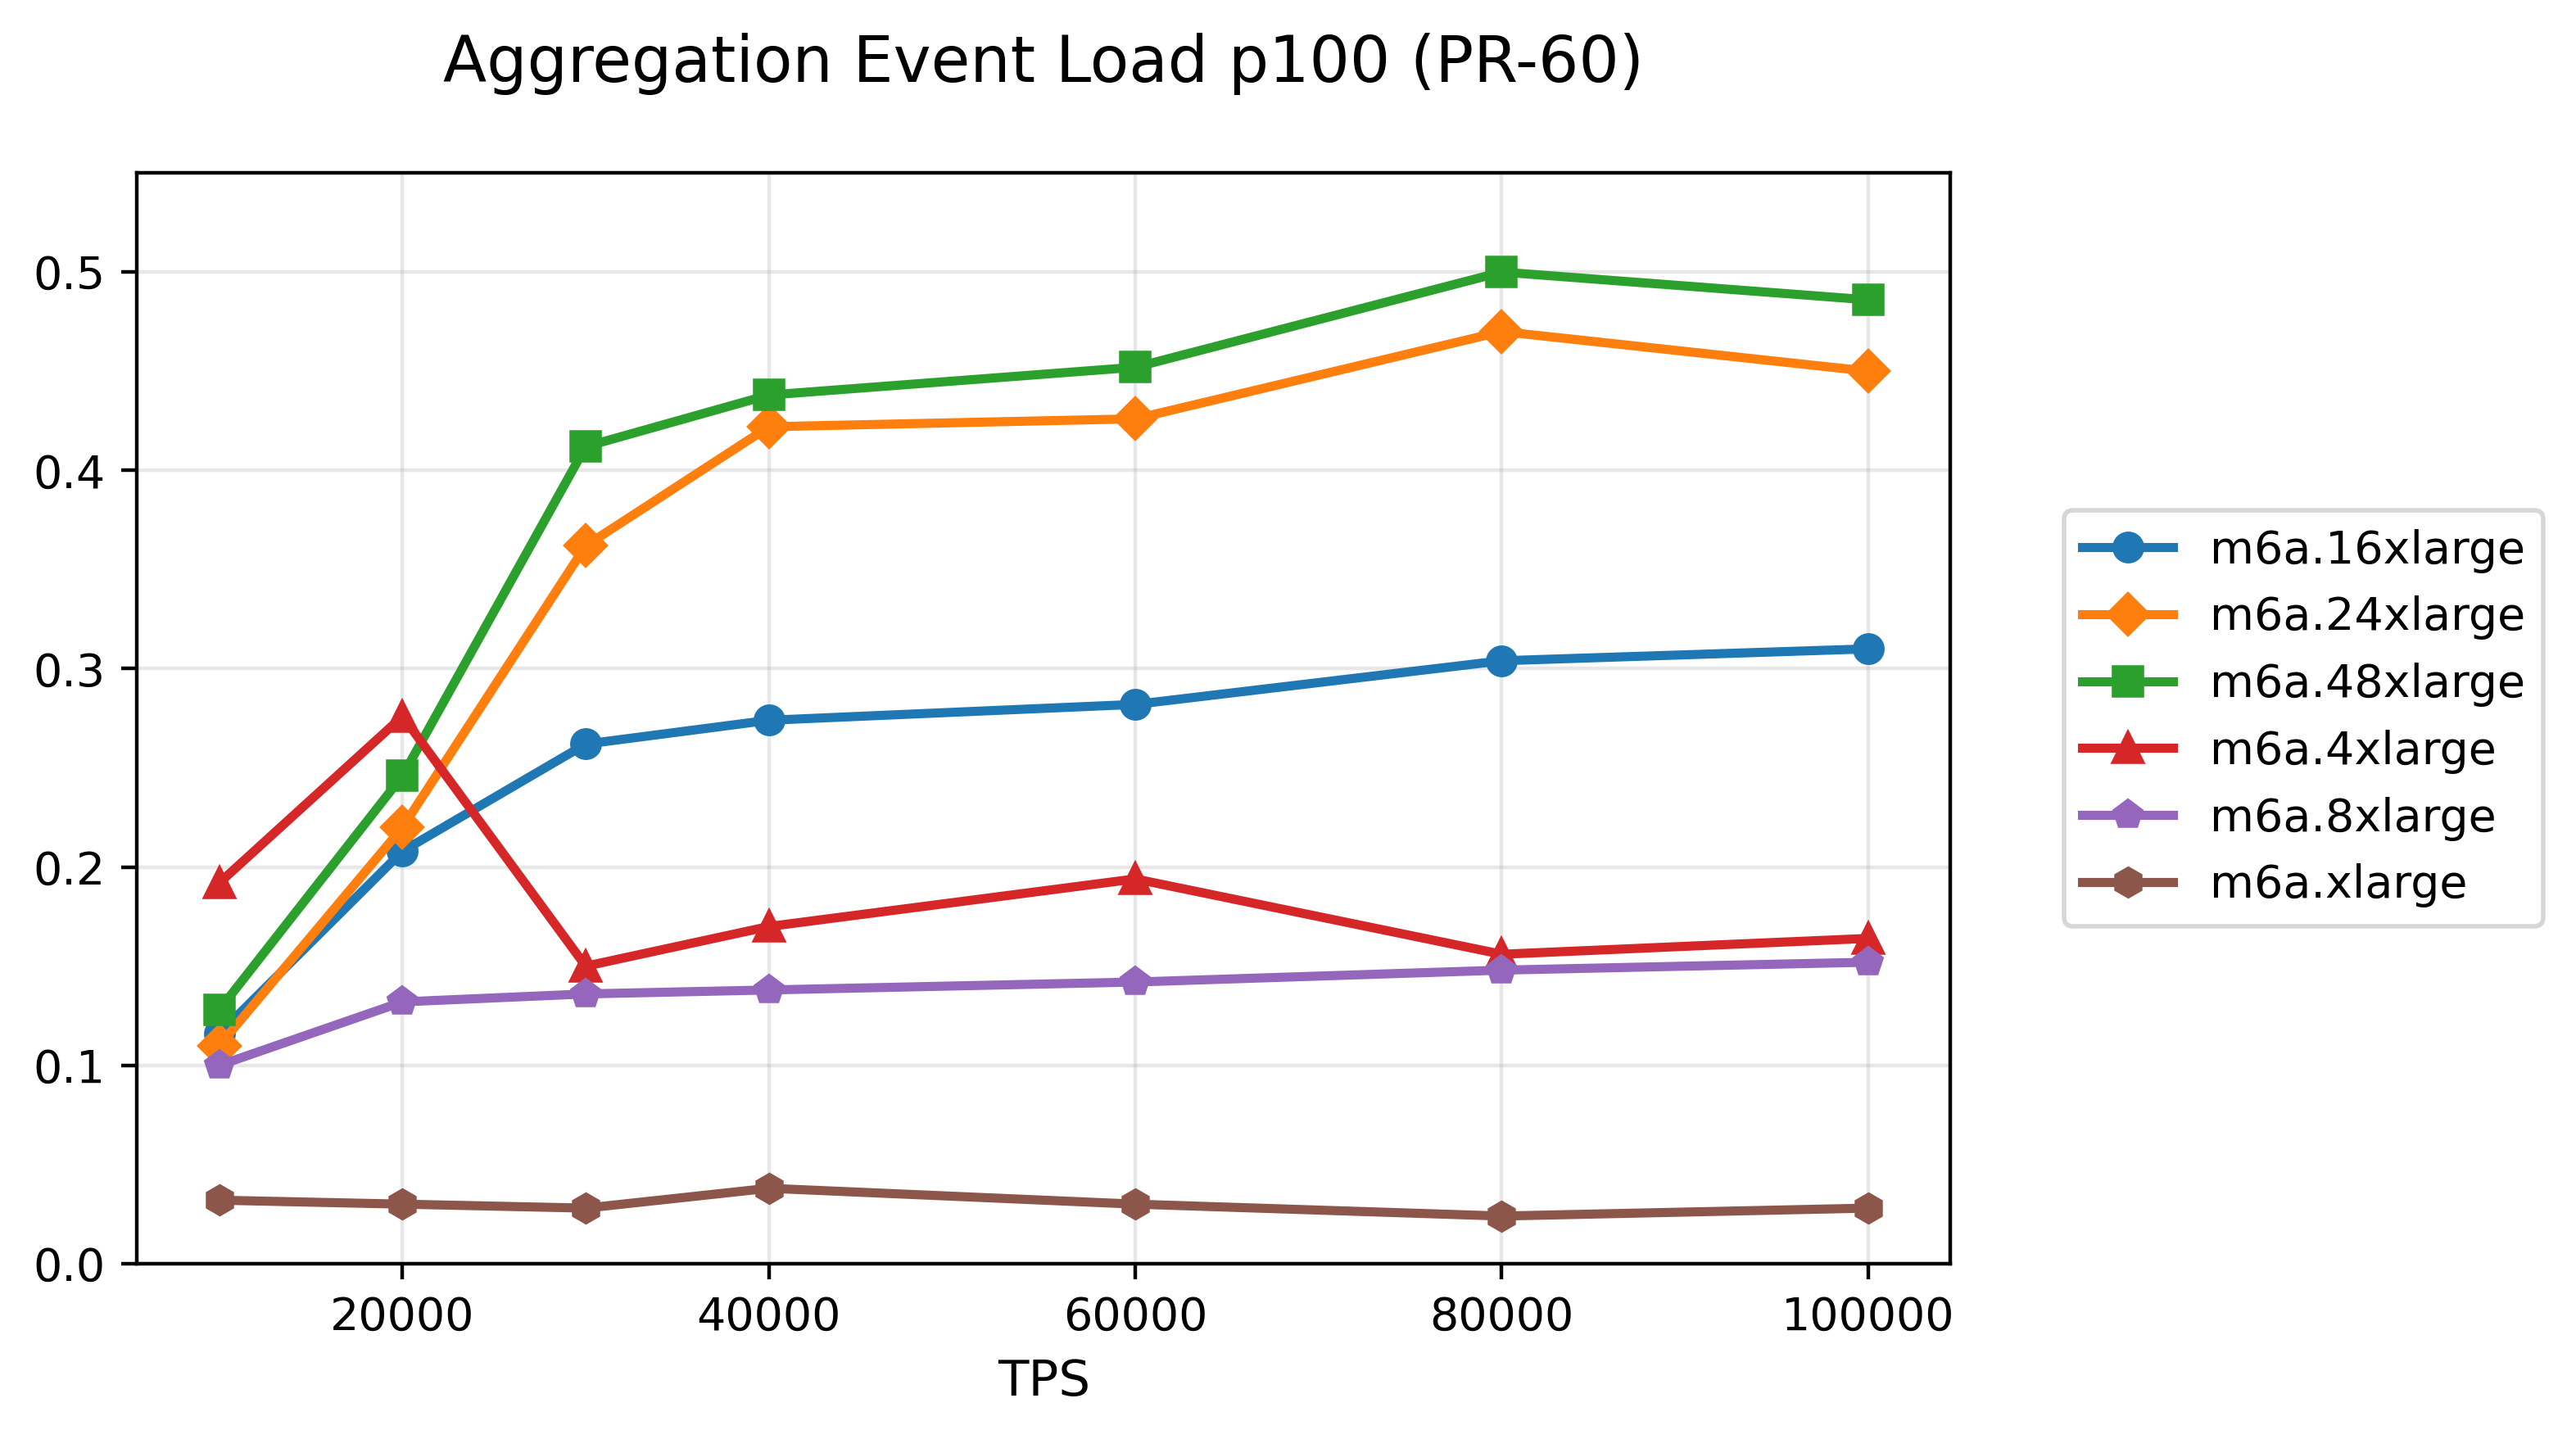 Aggregation Event Load p100 (PR-60)
0.5
0.4
0.3
0.2
0.1
0.0
20000 40000 60000 80000 100000
TPS
m6a.16xlarge
m6a.24xlarge
m6a.48xlarge
m6a.4xlarge
m6a.8xlarge
m6a.xlarge